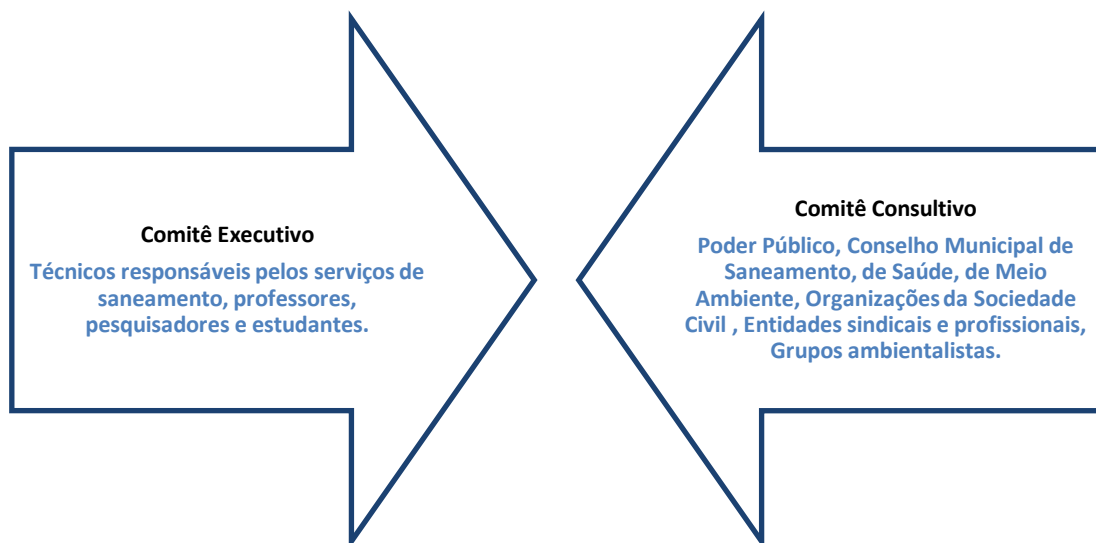 Comitê Executivo
Técnicos responsáveis pelos serviços de
saneamento, professores,
pesquisadores e estudantes.
Comitê Consultivo
Poder Público, Conselho Municipal de
Saneamento, de Saúde, de Meio
Ambiente, Organizações da Sociedade
Civil , Entidades sindicais e profissionais,
Grupos ambientalistas.